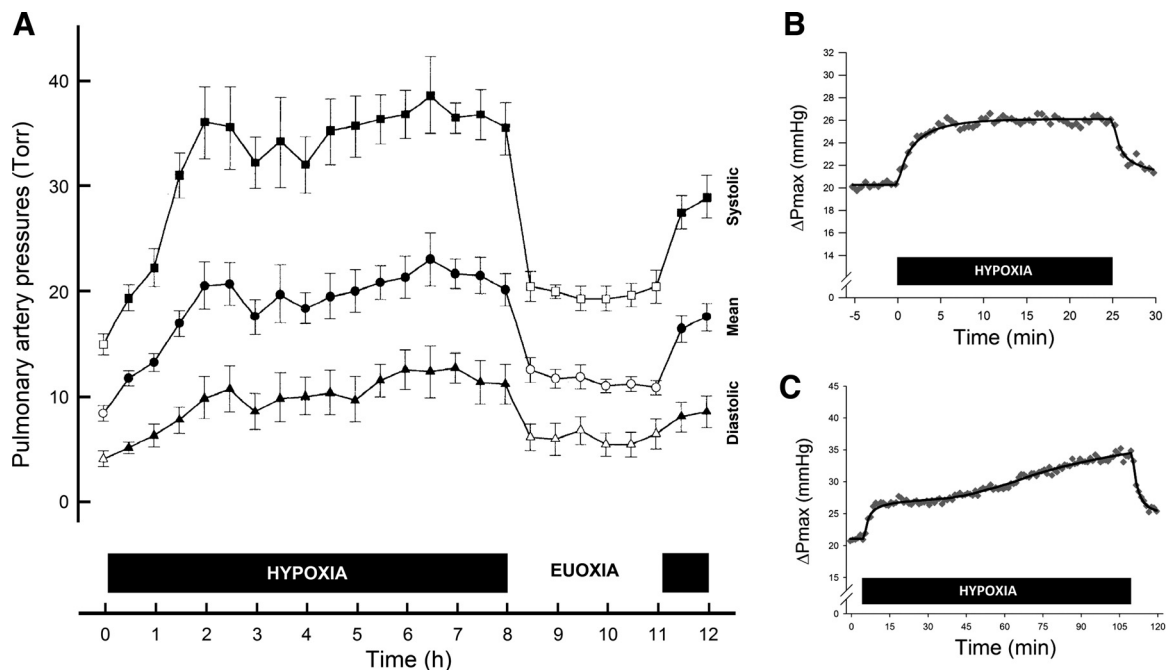 A
Pulmonary artery pressures (Torr)
40
30
20
10
0
Systolic
Mean
Diastolic
HYPOXIA
EUOXIA
0 1 2 3 4 5 6 7 8 9 10 11 12
Time (h)
B
ΔPmax (mmHg)
32
30
28
26
24
22
20
18
16
14
0
HYPOXIA
-5 0 5 10 15 20 25 30
Time (min)
C
ΔPmax (mmHg)
45
40
35
30
25
20
15
0
HYPOXIA
0 15 30 45 60 75 90 105 120
Time (min)